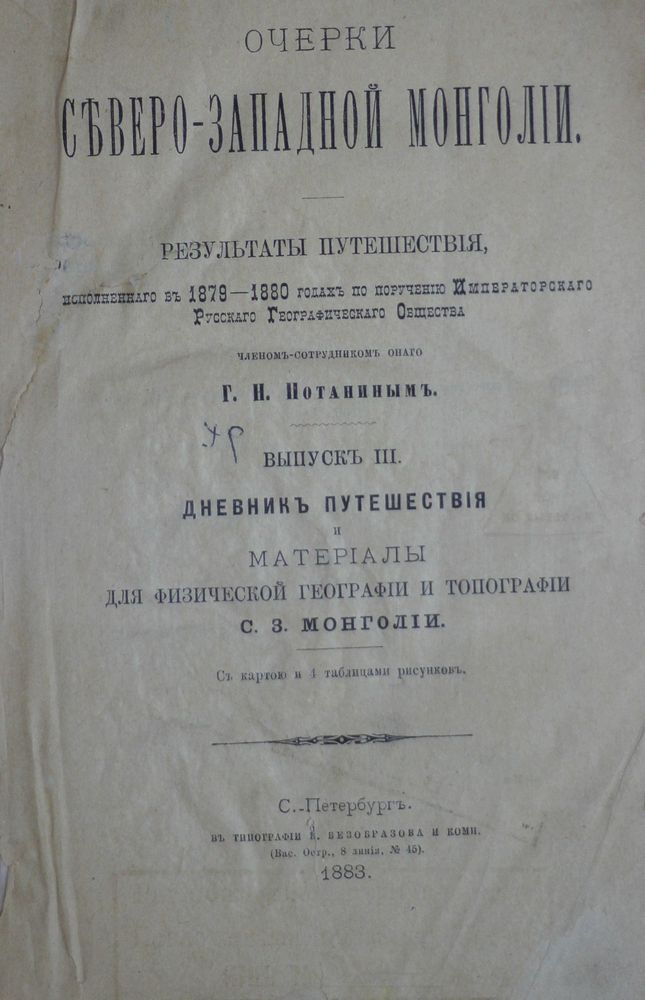 ОЧЕРКИ
СѢВЕРО-ЗАПАДНОЙ МОНГОЛІИ.
РЕЗУЛЬТАТЫ ПУТЕШЕСТВІЯ,
ИСПОЛНЕННАГО ВЪ 1879—1880 ГОДАХЪ ПО ПОРУЧЕНІЮ ИМПЕРАТОРСКАГО
РУССКАГО ГЕОГРАФИЧЕСКАГО ОБЩЕСТВА
ЧЛЕНОМЪ-СОТРУДНИКОМЪ ОНАГО
Г. Н. Потанинымъ.
ВЫПУСКЪ III.
ДНЕВНИКЪ ПУТЕШЕСТВІЯ
и
МАТЕРІАЛЫ
ДЛЯ ФИЗИЧЕСКОЙ ГЕОГРАФІИ И ТОПОГРАФІИ
С. З. МОНГОЛІИ.
Съ картою и 4 таблицами рисунковъ.
С.-Петербургъ.
ВЪ ТИПОГРАФІИ В. БЕЗОБРАЗОВА И КОМП.
(Вас. Остр., 8 линія, № 45).
1883.